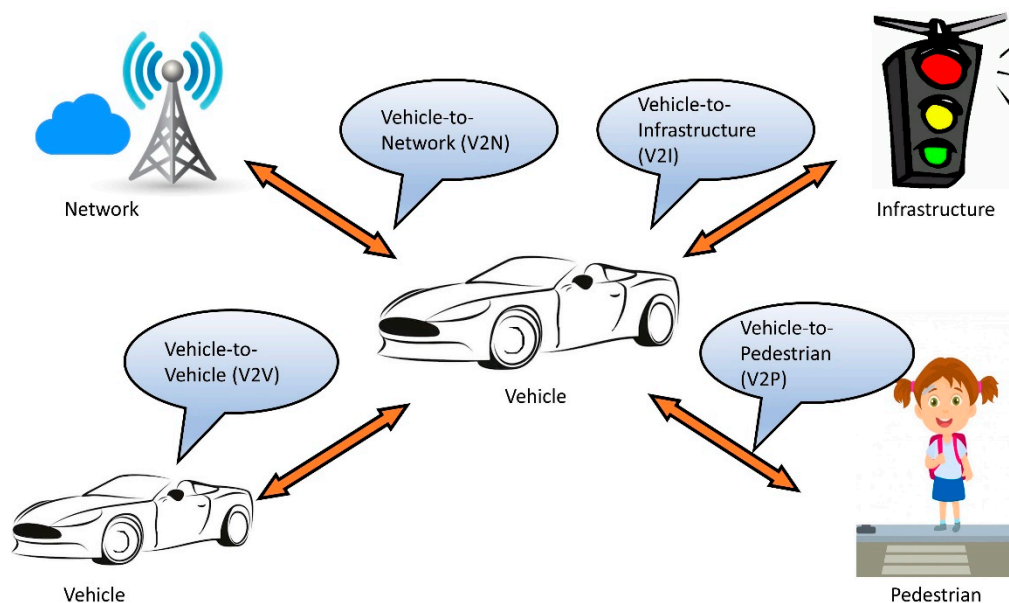 Vehicle-to-
Network (V2N)
Vehicle-to-
Infrastructure
(V2I)
Network
Infrastructure
Vehicle-to-
Vehicle (V2V)
Vehicle
Vehicle-to-
Pedestrian
(V2P)
Vehicle
Pedestrian